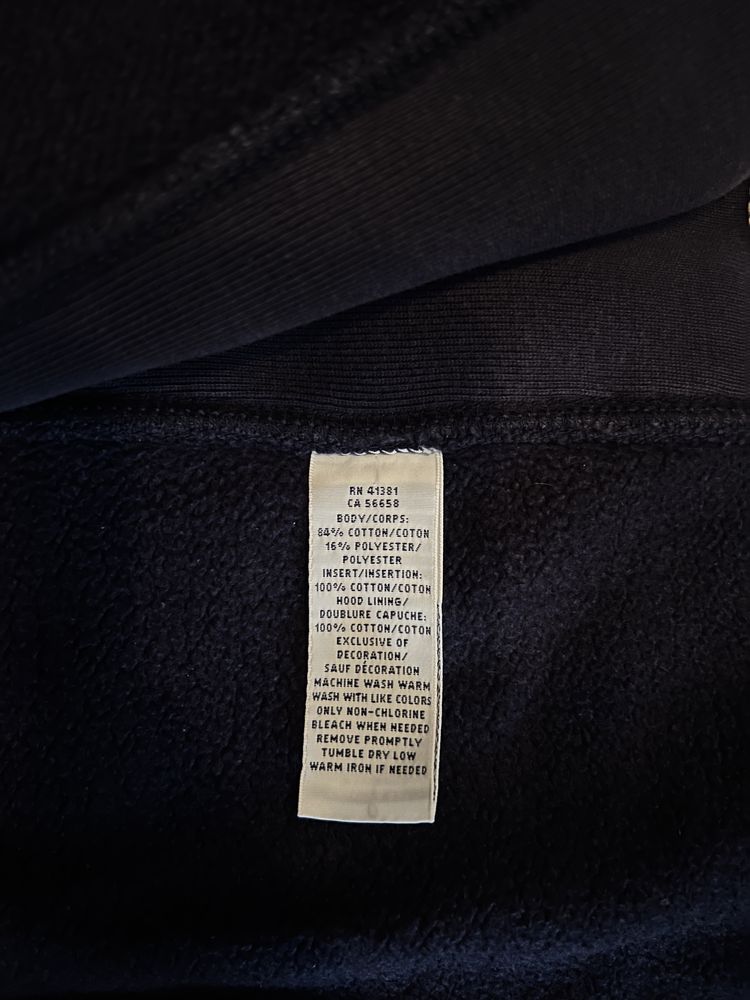 RN 41381
CA 56658
BODY/CORPS:
84% COTTON/COTON
16% POLYESTER/
POLYESTER
INSERT/INSERTION:
100% COTTON/COTON
HOOD LINING/
DOUBLURE CAPUCHE:
100% COTTON/COTON
EXCLUSIVE OF
DECORATION/
SAUF DÉCORATION
MACHINE WASH WARM
WASH WITH LIKE COLORS
ONLY NON-CHLORINE
BLEACH WHEN NEEDED
REMOVE PROMPTLY
TUMBLE DRY LOW
WARM IRON IF NEEDED